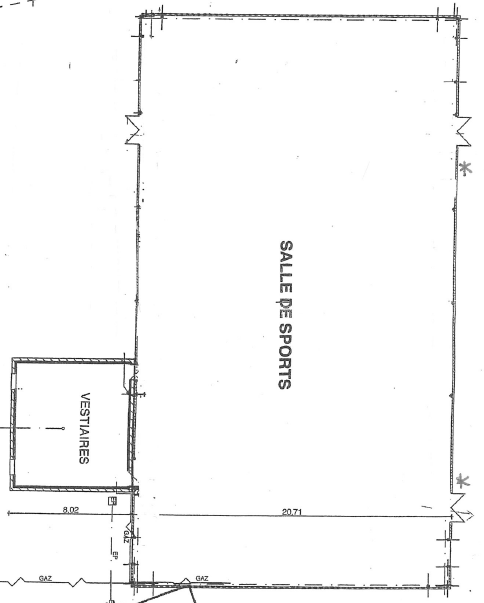 SALLE DE SPORTS
VESTIAIRES
8.02
20.71
GAZ
EP
GAZ
GAZ